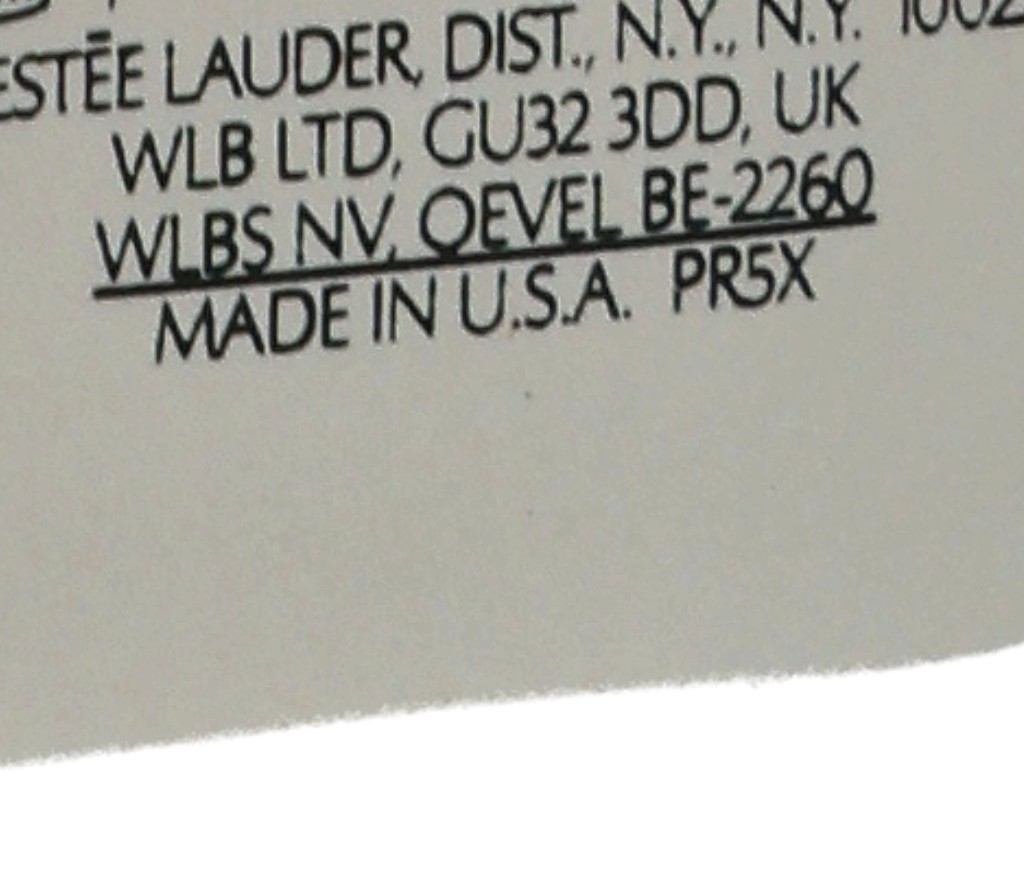 ESTĒE LAUDER, DIST., N.Y., N.Y.
WLB LTD, GU32 3DD, UK
WLBS NV, OEVEL BE-2260
MADE IN U.S.A. PR5X